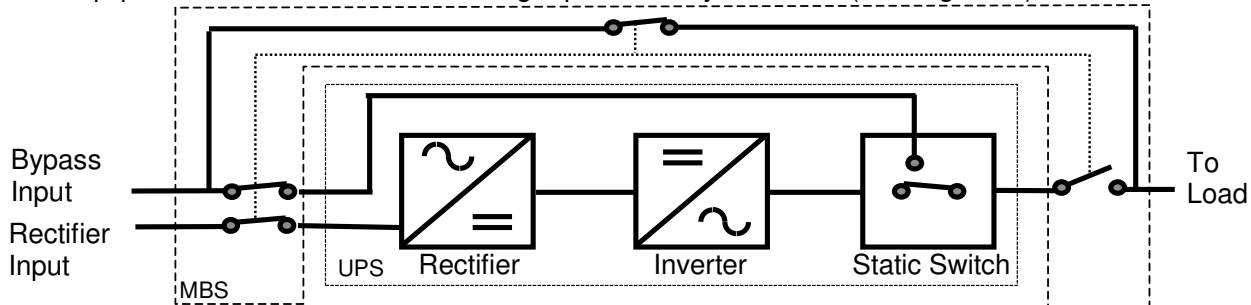 Bypass
Input
Rectifier
Input
MBS
UPS
Rectifier
Inverter
Static Switch
To
Load